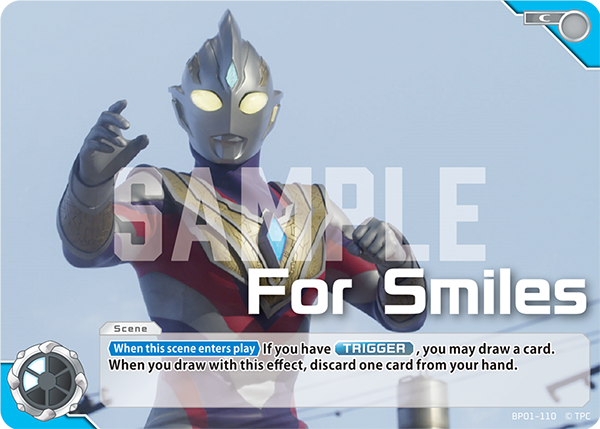 C
SAMPLE
For Smiles
Scene
When this scene enters play If you have TRIGGER , you may draw a card.
When you draw with this effect, discard one card from your hand.
BP01-110 © TPC